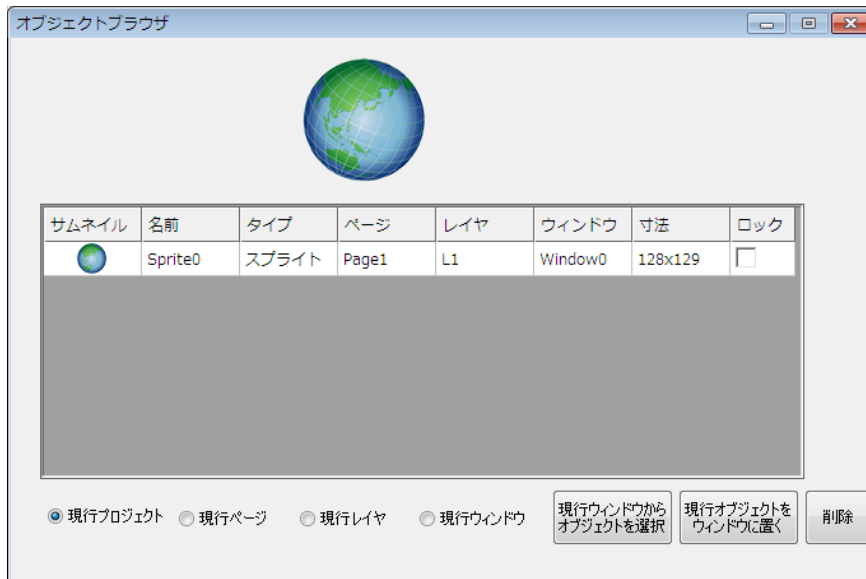 オブジェクトブラウザ
サムネイル 名前 タイプ ページ レイヤ ウィンドウ 寸法 ロック
Sprite0 スプライト Page1 L1 Window0 128x129
現行プロジェクト 現行ページ 現行レイヤ 現行ウィンドウ
現行ウィンドウから
オブジェクトを選択
現行オブジェクトを
ウィンドウに置く
削除